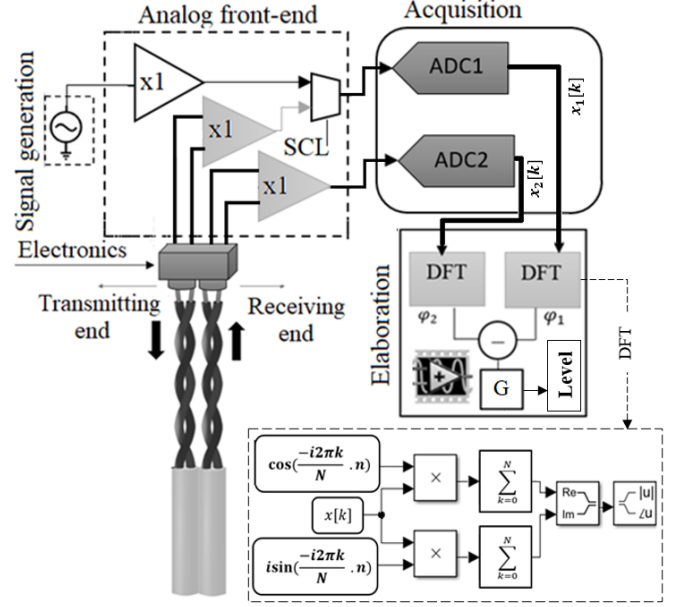 Analog front-end
Acquisition
Signal generation
x1
x1
x1
SCL
ADC1
ADC2
x₁[k]
x₂[k]
Electronics
Transmitting
end
Receiving
end
Elaboration
DFT
DFT
φ₂
φ₁
−
+
G
Level
DFT
cos(−i2πk/N .n)
x[k]
isin(−i2πk/N .n)
×
×
N
∑
k=0
N
∑
k=0
Re
Im
|u|
∠u